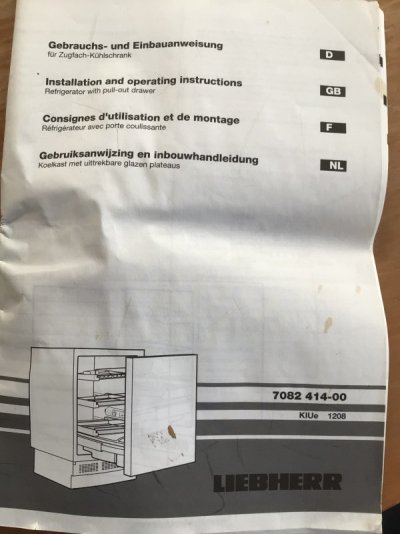 Gebrauchs- und Einbauanweisung
für Zugfach-Kühlschrank
D
Installation and operating instructions
Refrigerator with pull-out drawer
GB
Consignes d'utilisation et de montage
Réfrigérateur avec porte coulissante
F
Gebruiksanwijzing en inbouwhandleiding
Koelkast met uittrekbare glazen plateaus
NL
7082 414-00
KIUe 1208
LIEBHERR